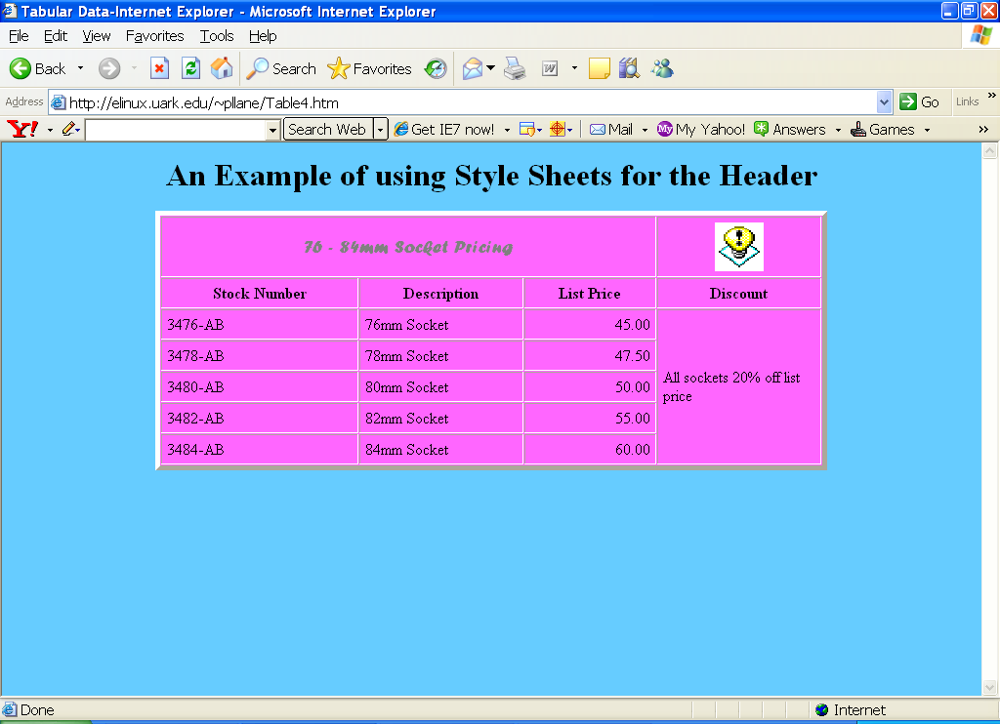 Tabular Data-Internet Explorer - Microsoft Internet Explorer
File Edit View Favorites Tools Help
Back Search Favorites W
Address http://elinux.uark.edu/~pllane/Table4.htm Go Links »
Y! Search Web Get IE7 now! Mail My My Yahoo! Answers Games »
An Example of using Style Sheets for the Header
76 - 84mm Socket Pricing
Stock Number Description List Price Discount
3476-AB 76mm Socket 45.00
3478-AB 78mm Socket 47.50
3480-AB 80mm Socket 50.00
All sockets 20% off list
price
3482-AB 82mm Socket 55.00
3484-AB 84mm Socket 60.00
Done Internet